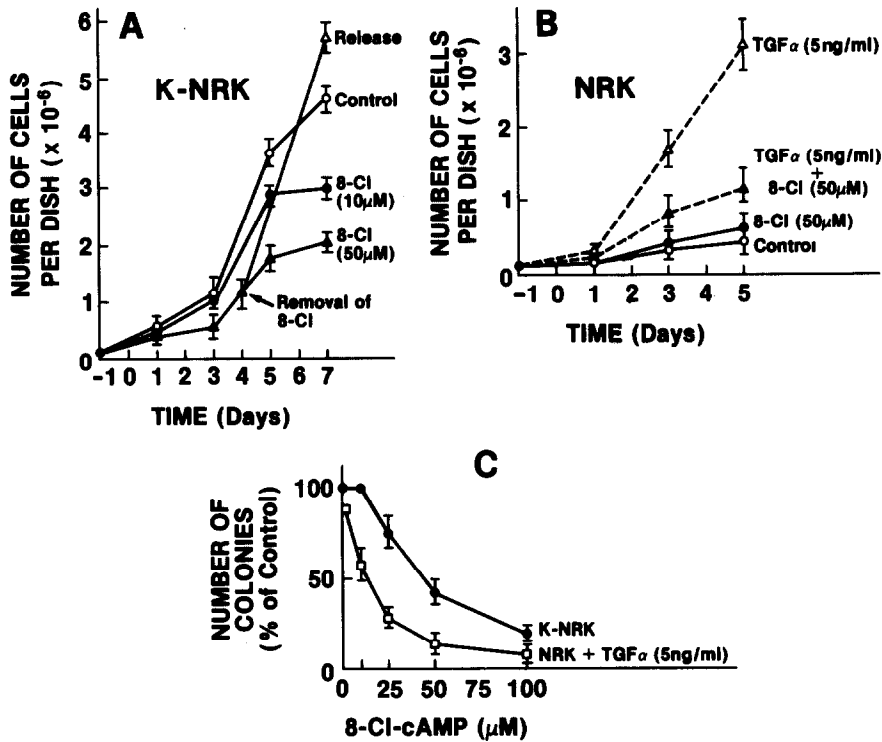 A
K-NRK
NUMBER OF CELLS
PER DISH (x 10-6)
6
5
4
3
2
1
0
-1 0 1 2 3 4 5 6 7
TIME (Days)
Release
Control
8-Cl
(10μM)
8-Cl
(50μM)
Removal of
8-Cl
B
NRK
NUMBER OF CELLS
PER DISH (x 10-6)
3
2
1
0
-1 0 1 2 3 4 5
TIME (Days)
TGFα (5ng/ml)
TGFα (5ng/ml)
+
8-Cl (50μM)
8-Cl (50μM)
Control
C
NUMBER OF
COLONIES
(% of Control)
100
50
0
0 25 50 75 100
8-Cl-cAMP (μM)
K-NRK
NRK + TGFα (5ng/ml)